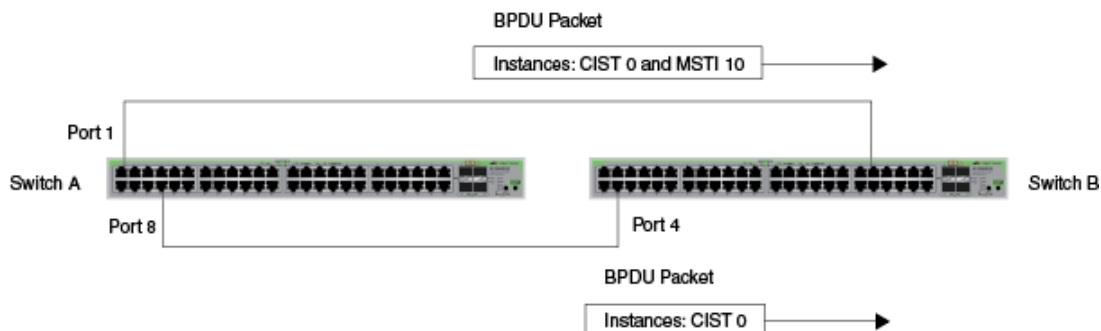 BPDU Packet
Instances: CIST 0 and MSTI 10
Port 1
Switch A
Switch B
Port 8
Port 4
BPDU Packet
Instances: CIST 0